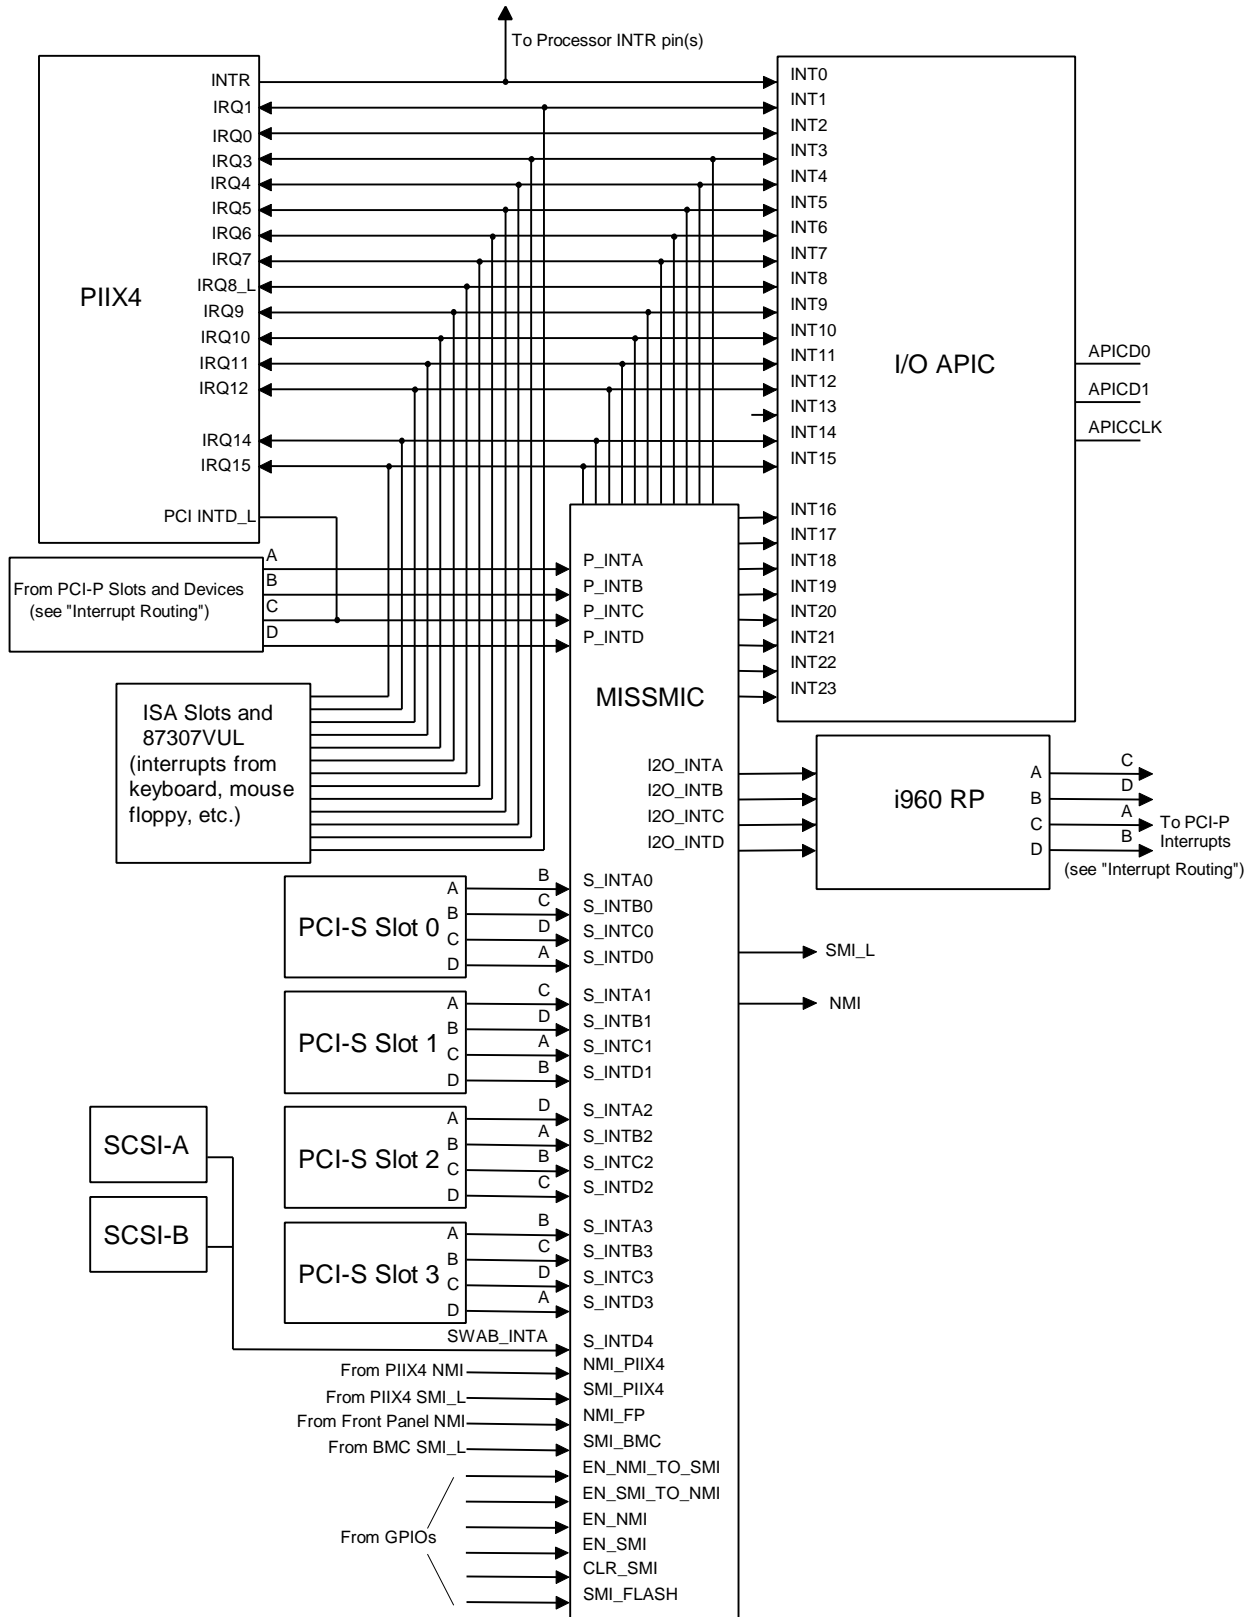 To Processor INTR pin(s)
PIIX4
INTR
IRQ1
IRQ0
IRQ3
IRQ4
IRQ5
IRQ6
IRQ7
IRQ8_L
IRQ9
IRQ10
IRQ11
IRQ12
IRQ14
IRQ15
PCI INTD_L
I/O APIC
INT0
INT1
INT2
INT3
INT4
INT5
INT6
INT7
INT8
INT9
INT10
INT11
INT12
INT13
INT14
INT15
INT16
INT17
INT18
INT19
INT20
INT21
INT22
INT23
APICD0
APICD1
APICCLK
From PCI-P Slots and Devices
(see "Interrupt Routing")
A
B
C
D
P_INTA
P_INTB
P_INTC
P_INTD
MISSMIC
ISA Slots and
87307VUL
(interrupts from
keyboard, mouse
floppy, etc.)
I2O_INTA
I2O_INTB
I2O_INTC
I2O_INTD
i960 RP
A
B
C
D
C
D
A
B
To PCI-P
Interrupts
(see "Interrupt Routing")
PCI-S Slot 0
A
B
C
D
B
C
D
A
S_INTA0
S_INTB0
S_INTC0
S_INTD0
SMI_L
NMI
PCI-S Slot 1
A
B
C
D
C
D
A
B
S_INTA1
S_INTB1
S_INTC1
S_INTD1
PCI-S Slot 2
A
B
C
D
D
A
B
C
S_INTA2
S_INTB2
S_INTC2
S_INTD2
SCSI-A
SCSI-B
PCI-S Slot 3
A
B
C
D
B
C
D
A
S_INTA3
S_INTB3
S_INTC3
S_INTD3
SWAB_INTA
S_INTD4
From PIIX4 NMI
NMI_PIIX4
From PIIX4 SMI_L
SMI_PIIX4
From Front Panel NMI
NMI_FP
From BMC SMI_L
SMI_BMC
From GPIOs
EN_NMI_TO_SMI
EN_SMI_TO_NMI
EN_NMI
EN_SMI
CLR_SMI
SMI_FLASH